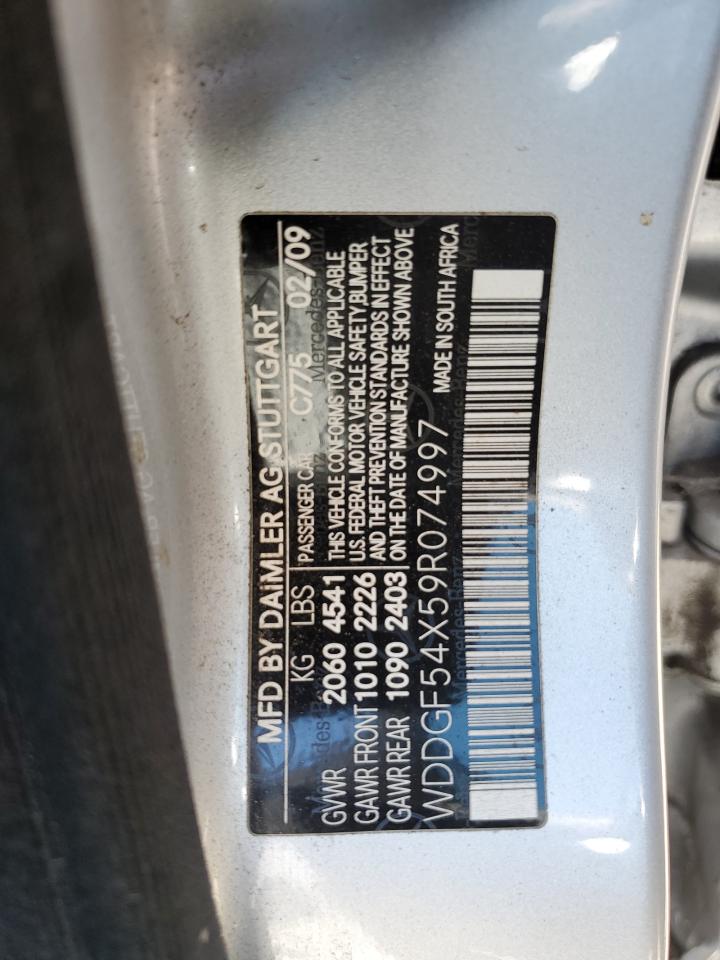 MFD BY DAIMLER AG STUTTGART
KG LBS PASSENGER CAR C775 02/09
GVWR 2060 4541 THIS VEHICLE CONFORMS TO ALL APPLICABLE
GAWR FRONT 1010 2226 U.S. FEDERAL MOTOR VEHICLE SAFETY,BUMPER
GAWR REAR 1090 2403 AND THEFT PREVENTION STANDARDS IN EFFECT
ON THE DATE OF MANUFACTURE SHOWN ABOVE
WDDGF54X59R074997 MADE IN SOUTH AFRICA
Mercedes-Benz